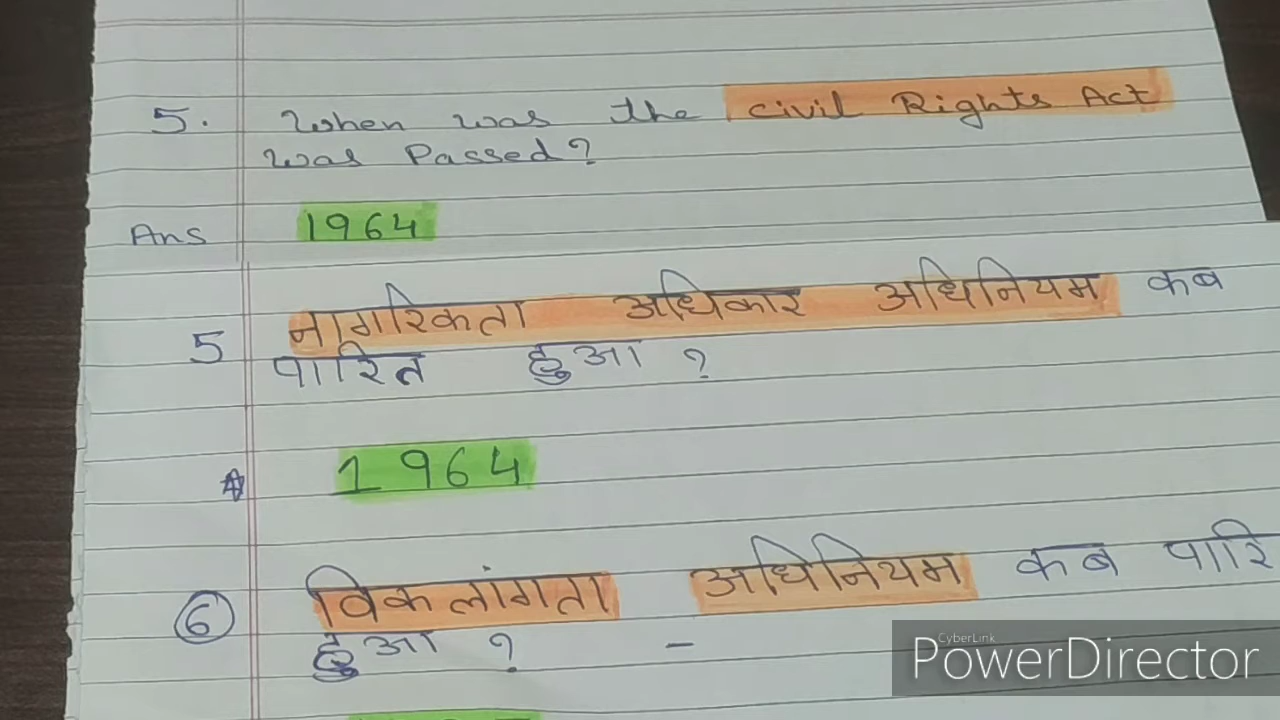 5. When was the civil Rights Act
was Passed?
Ans 1964
5 नागरिकता अधिकार अधिनियम कब
पारित हुआ ?
1964
6 विकलांगता अधिनियम कब पारि
हुआ ? -
CyberLink
PowerDirector